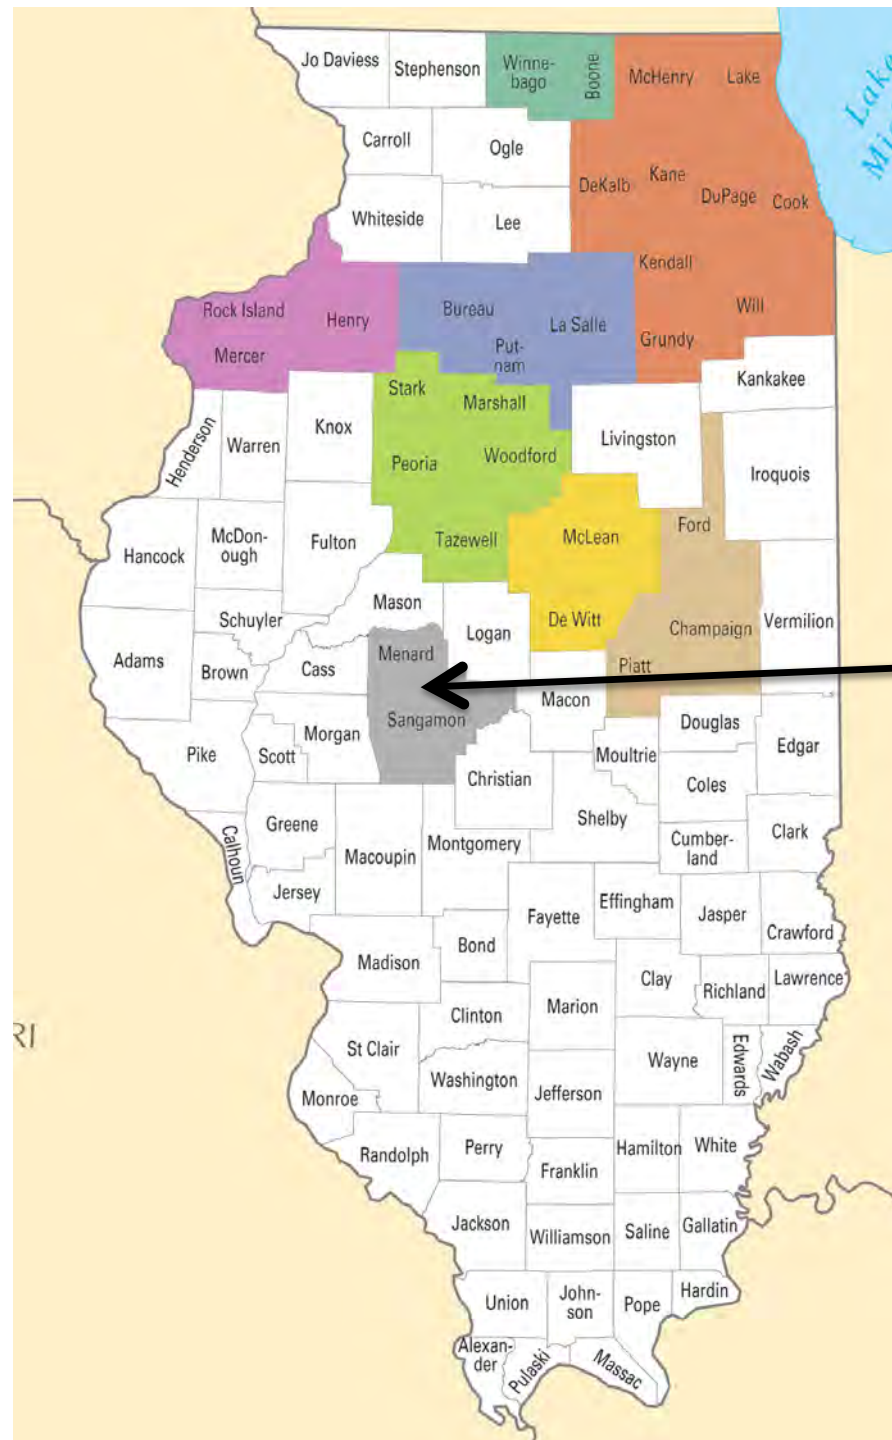 Jo Daviess
Stephenson
Winne-
bago
Boone
McHenry
Lake
Lake
Carroll
Ogle
DeKalb
Kane
DuPage
Cook
Whiteside
Lee
Kendall
Rock Island
Henry
Bureau
La Salle
Will
Mercer
Put-
nam
Grundy
Kankakee
Stark
Marshall
Henderson
Warren
Knox
Peoria
Woodford
Livingston
Iroquois
Hancock
McDon-
ough
Fulton
Tazewell
McLean
Ford
Schuyler
Mason
Logan
De Witt
Champaign
Vermilion
Adams
Brown
Cass
Menard
Piatt
Macon
Sangamon
Douglas
Pike
Scott
Morgan
Christian
Moultrie
Edgar
Coles
Calhoun
Greene
Macoupin
Montgomery
Shelby
Cumber-
land
Clark
Jersey
Fayette
Effingham
Jasper
Crawford
Madison
Bond
Clay
Richland
Lawrence
RI
Clinton
Marion
St Clair
Wayne
Edwards
Wabash
Monroe
Washington
Jefferson
Randolph
Perry
Franklin
Hamilton
White
Jackson
Williamson
Saline
Gallatin
Union
John-
son
Pope
Hardin
Alexan-
der
Pulaski
Massac